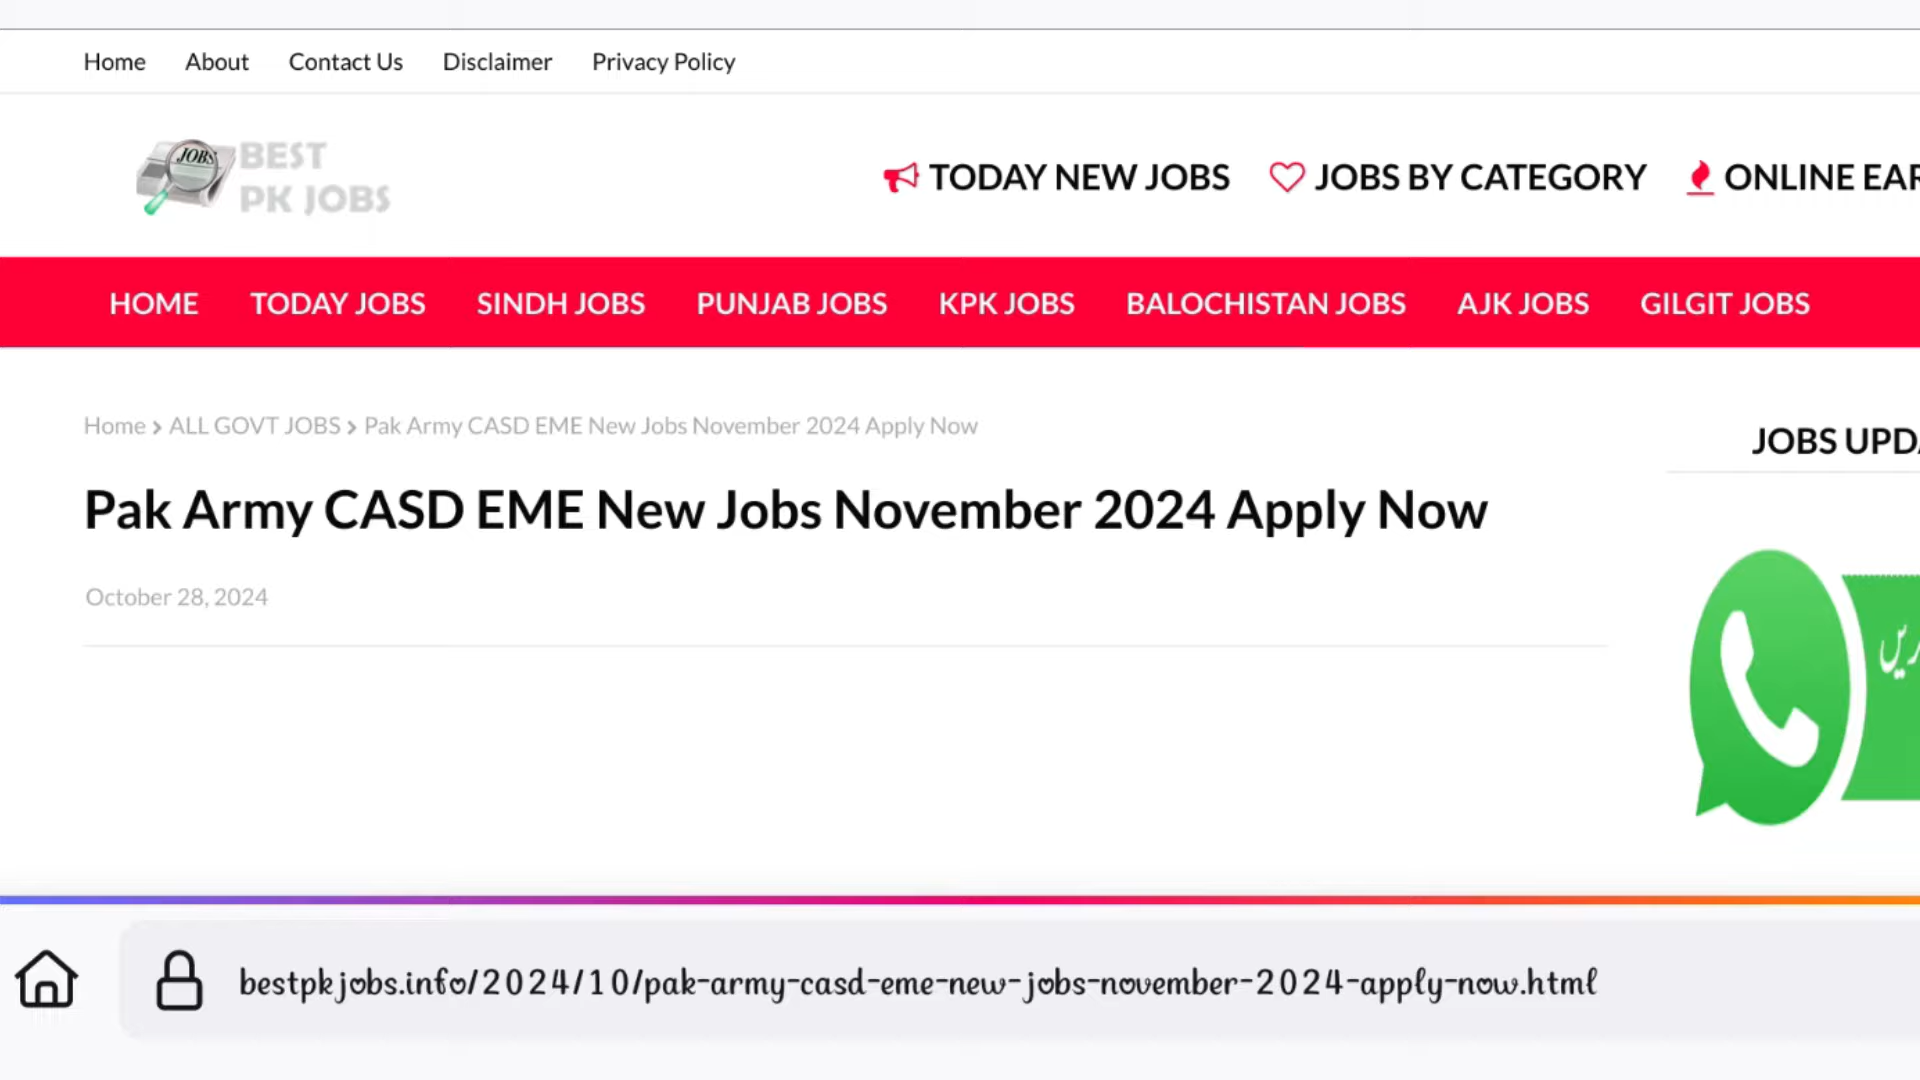 Home About Contact Us Disclaimer Privacy Policy
JOBS BEST
PK JOBS
TODAY NEW JOBS JOBS BY CATEGORY ONLINE EAR
HOME TODAY JOBS SINDH JOBS PUNJAB JOBS KPK JOBS BALOCHISTAN JOBS AJK JOBS GILGIT JOBS
Home > ALL GOVT JOBS > Pak Army CASD EME New Jobs November 2024 Apply Now
JOBS UPDA
Pak Army CASD EME New Jobs November 2024 Apply Now
October 28, 2024
bestpkjobs.info/2024/10/pak-army-casd-eme-new-jobs-november-2024-apply-now.html